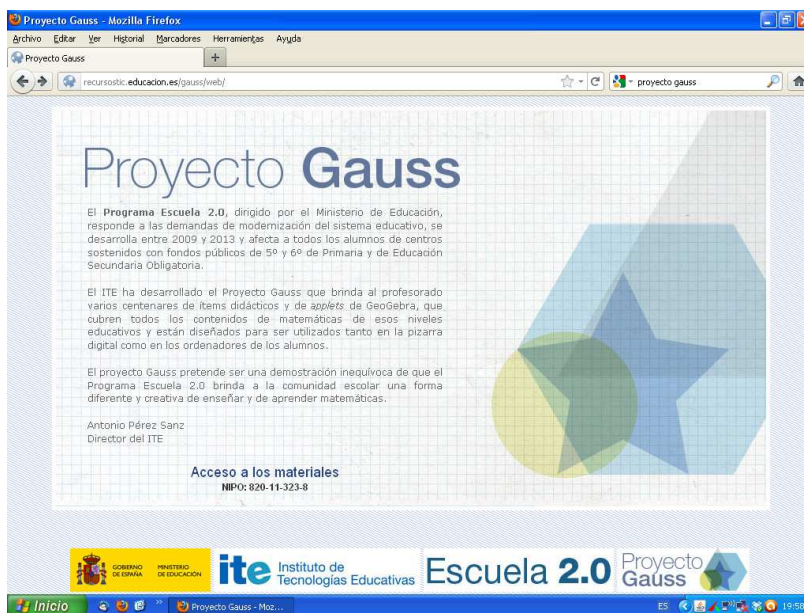 Proyecto Gauss - Mozilla Firefox
Archivo Editar Ver Historial Marcadores Herramientas Ayuda
Proyecto Gauss
recursostic.educacion.es/gauss/web/
proyecto gauss
Proyecto Gauss
El Programa Escuela 2.0, dirigido por el Ministerio de Educación,
responde a las demandas de modernización del sistema educativo, se
desarrolla entre 2009 y 2013 y afecta a todos los alumnos de centros
sostenidos con fondos públicos de 5º y 6º de Primaria y de Educación
Secundaria Obligatoria.
El ITE ha desarrollado el Proyecto Gauss que brinda al profesorado
varios centenares de ítems didácticos y de applets de GeoGebra, que
cubren todos los contenidos de matemáticas de esos niveles
educativos y están diseñados para ser utilizados tanto en la pizarra
digital como en los ordenadores de los alumnos.
El proyecto Gauss pretende ser una demostración inequívoca de que el
Programa Escuela 2.0 brinda a la comunidad escolar una forma
diferente y creativa de enseñar y de aprender matemáticas.
Antonio Pérez Sanz
Director del ITE
Acceso a los materiales
NIPO: 820-11-323-8
GOBIERNO DE ESPAÑA
MINISTERIO DE EDUCACIÓN
ite Instituto de
Tecnologías Educativas
Escuela 2.0
Proyecto
Gauss
Inicio
Proyecto Gauss - Moz...
ES
19:58